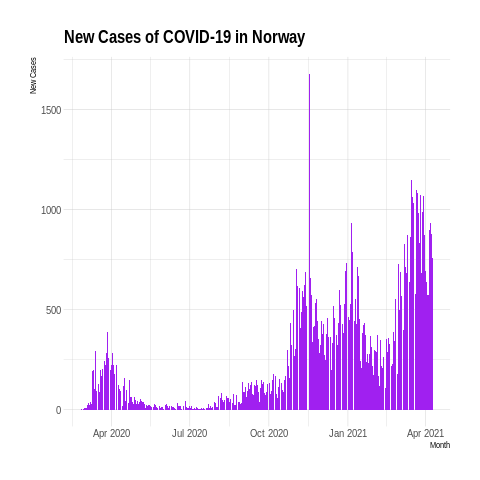 New Cases of COVID-19 in Norway
New Cases
1500
1000
500
0
Apr 2020 Jul 2020 Oct 2020 Jan 2021 Apr 2021
Month